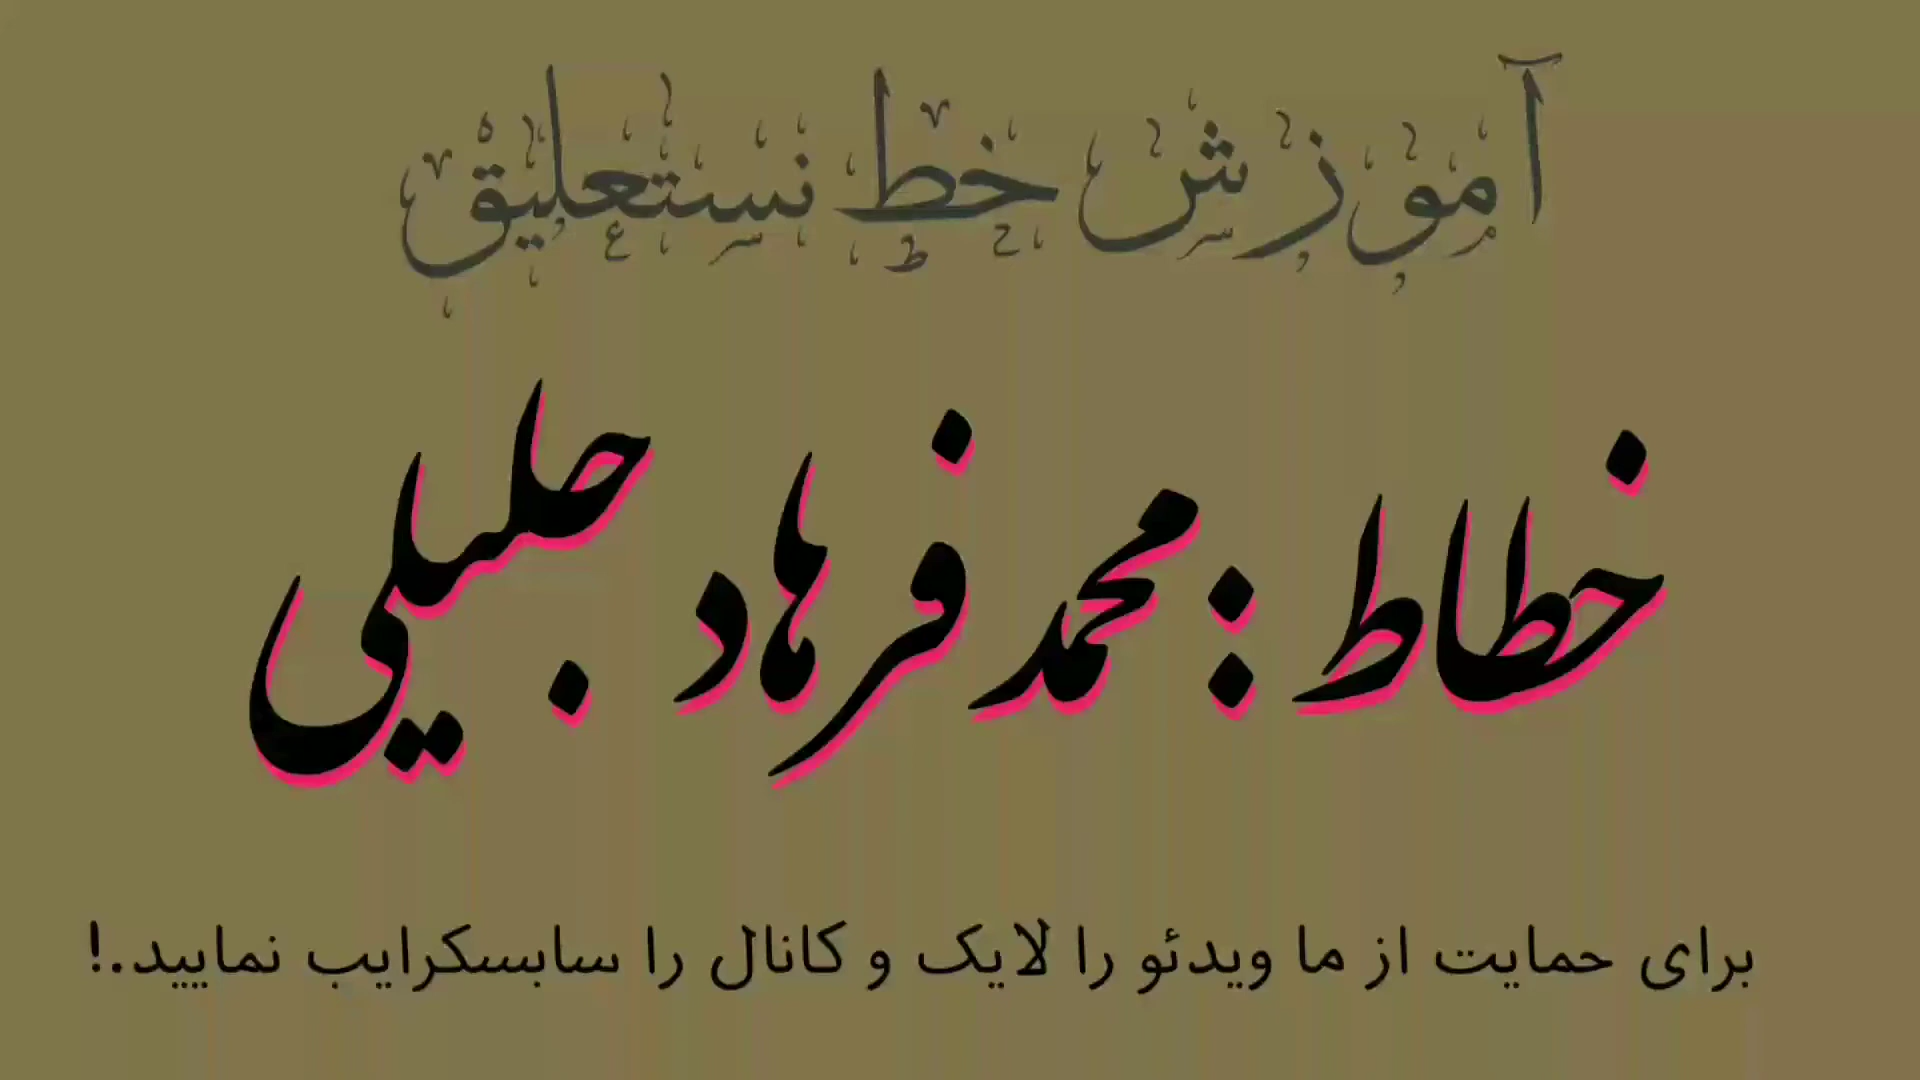 آموزش خط نستعلیق
خطاط : محمد فرهاد جلیلی
برای حمایت از ما ویدئو را لایک و کانال را سابسکرایب نمایید.!